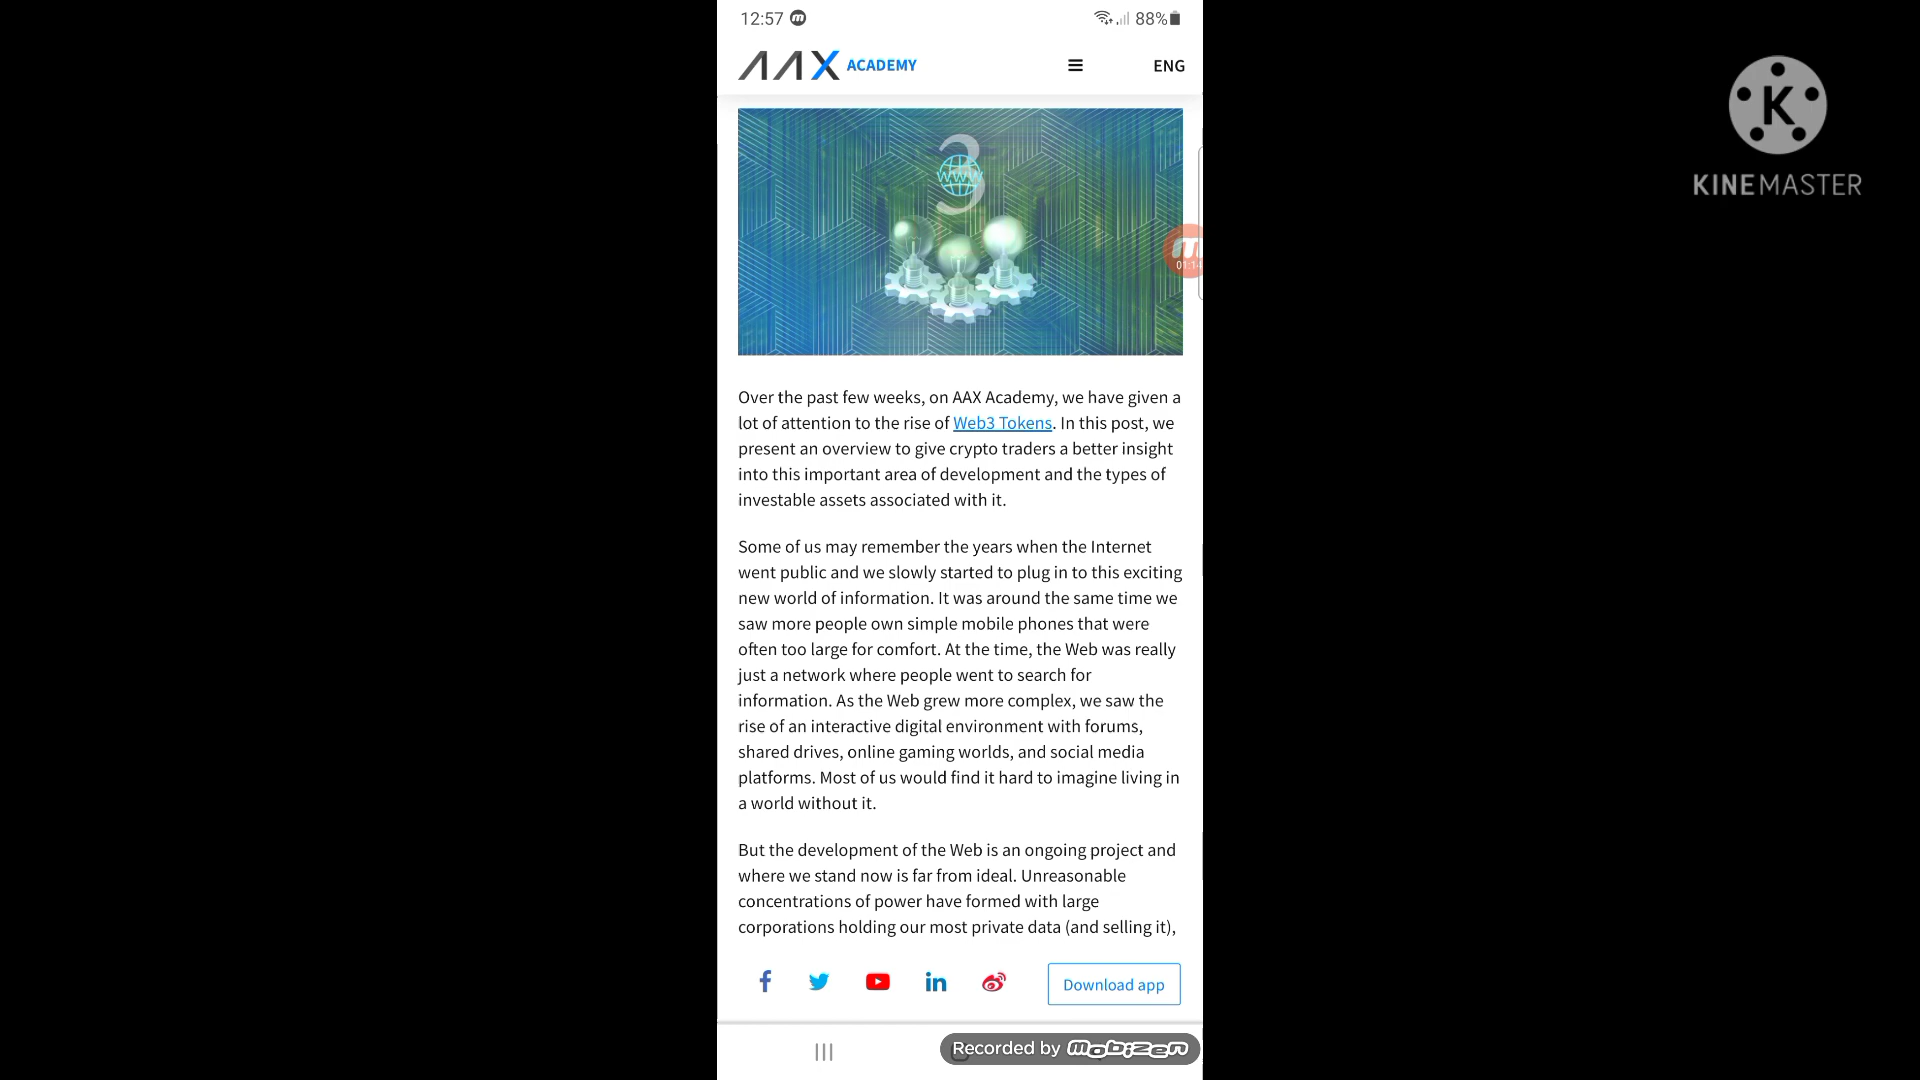 12:57
88%
AAX ACADEMY
ENG
K
KINEMASTER
3
WWW
01:14
Over the past few weeks, on AAX Academy, we have given a
lot of attention to the rise of Web3 Tokens. In this post, we
present an overview to give crypto traders a better insight
into this important area of development and the types of
investable assets associated with it.
Some of us may remember the years when the Internet
went public and we slowly started to plug in to this exciting
new world of information. It was around the same time we
saw more people own simple mobile phones that were
often too large for comfort. At the time, the Web was really
just a network where people went to search for
information. As the Web grew more complex, we saw the
rise of an interactive digital environment with forums,
shared drives, online gaming worlds, and social media
platforms. Most of us would find it hard to imagine living in
a world without it.
But the development of the Web is an ongoing project and
where we stand now is far from ideal. Unreasonable
concentrations of power have formed with large
corporations holding our most private data (and selling it),
Download app
Recorded by Mobizen